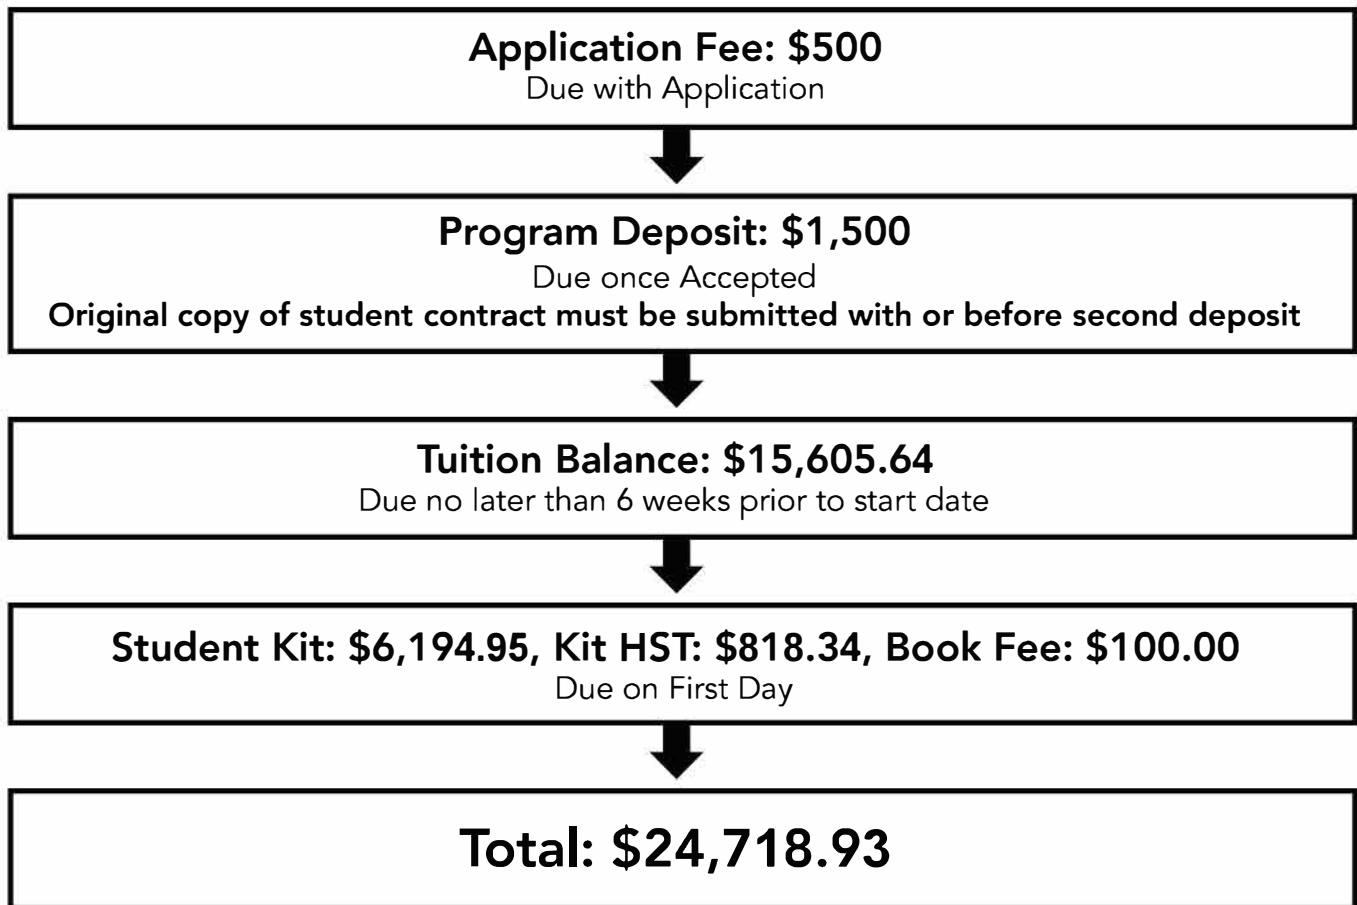 Application Fee: $500
Due with Application
Program Deposit: $1,500
Due once Accepted
Original copy of student contract must be submitted with or before second deposit
Tuition Balance: $15,605.64
Due no later than 6 weeks prior to start date
Student Kit: $6,194.95, Kit HST: $818.34, Book Fee: $100.00
Due on First Day
Total: $24,718.93